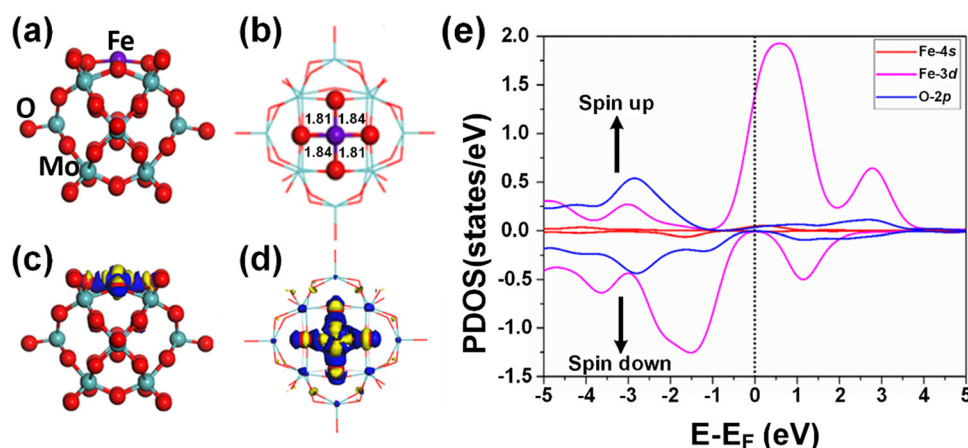 (a)
Fe
O
Mo
(b)
1.81 1.84
1.84 1.81
(c)
(d)
(e)
PDOS(states/eV)
2.0
1.5
1.0
0.5
0.0
-0.5
-1.0
-1.5
Spin up
Spin down
Fe-4s
Fe-3d
O-2p
-5 -4 -3 -2 -1 0 1 2 3 4 5
E-EF (eV)